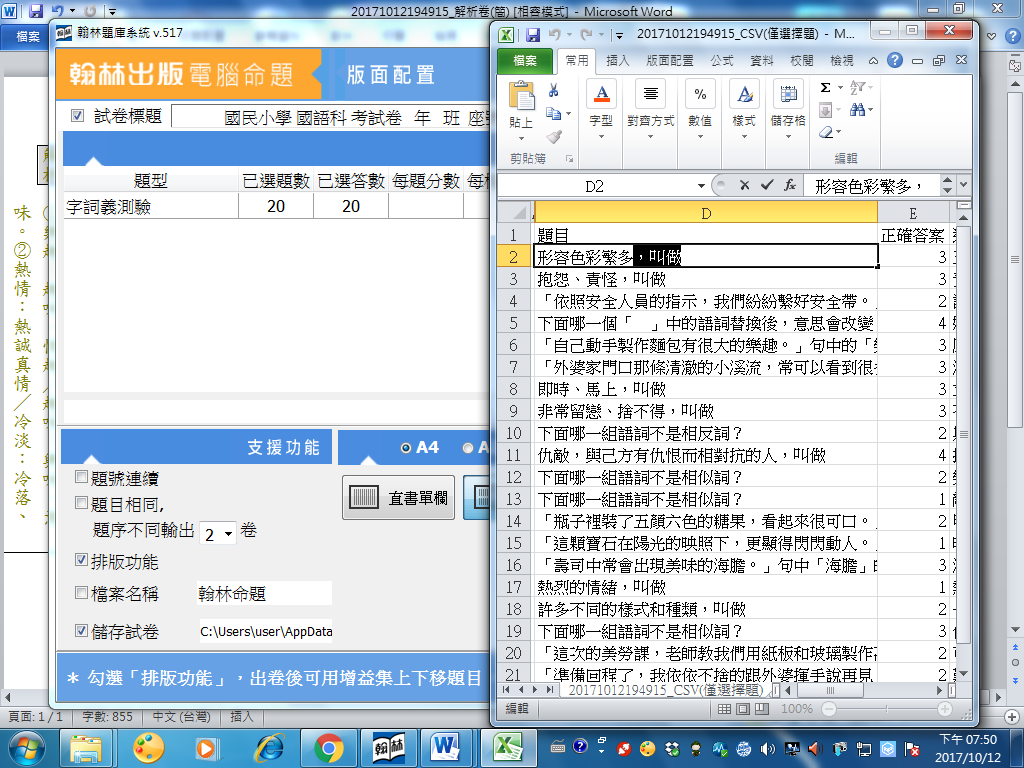 20171012194915_解析卷(簡) [相容模式] - Microsoft Word
檔案
翰林題庫系統 v.517
翰林出版 電腦命題
版面配置
試卷標題
國民小學 國語科 考試卷 年 班 座
題型
已選題數
已選答數
每題分數
字詞義測驗
20
20
味。②熱情：熱誠真情／冷淡：冷落、
支援功能
A4
題號連續
題目相同,
題序不同輸出 2 卷
直書單欄
排版功能
檔案名稱
翰林命題
儲存試卷
C:\Users\user\AppData
* 勾選「排版功能」，出卷後可用增益集上下移題目
20171012194915_CSV(僅選擇題) - M...
檔案 常用 插入 版面配置 公式 資料 校閱 檢視
貼上 字型 對齊方式 數值 樣式 儲存格
剪貼簿 編輯
D2
形容色彩繁多，
D E
1 題目 正確答案
2 形容色彩繁多，叫做 3
3 抱怨、責怪，叫做 3
4 「依照安全人員的指示，我們紛紛繫好安全帶。 2
5 下面哪一個「　」中的語詞替換後，意思會改變 4
6 「自己動手製作麵包有很大的樂趣。」句中的「 3
7 「外婆家門口那條清澈的小溪流，常可以看到很 3
8 即時、馬上，叫做 3
9 非常留戀、捨不得，叫做 3
10 下面哪一組語詞不是相反詞？ 2
11 仇敵，與己方有仇恨而相對抗的人，叫做 4
12 下面哪一組語詞不是相似詞？ 2
13 下面哪一組語詞不是相似詞？ 1
14 「瓶子裡裝了五顏六色的糖果，看起來很可口。 2
15 「這顆寶石在陽光的映照下，更顯得閃閃動人。 1
16 「壽司中常會出現美味的海膽。」句中「海膽」 3
17 熱烈的情緒，叫做 1
18 許多不同的樣式和種類，叫做 2
19 下面哪一組語詞不是相似詞？ 3
20 「這次的美勞課，老師教我們用紙板和玻璃製作 2
21 「準備回程了，我依依不捨的跟外婆揮手說再見 2
20171012194915_CSV(僅選擇題)
編輯
100%
頁面: 1 / 1 字數: 855 中文 (台灣) 插入
120%
翰林
下午 07:50
2017/10/12